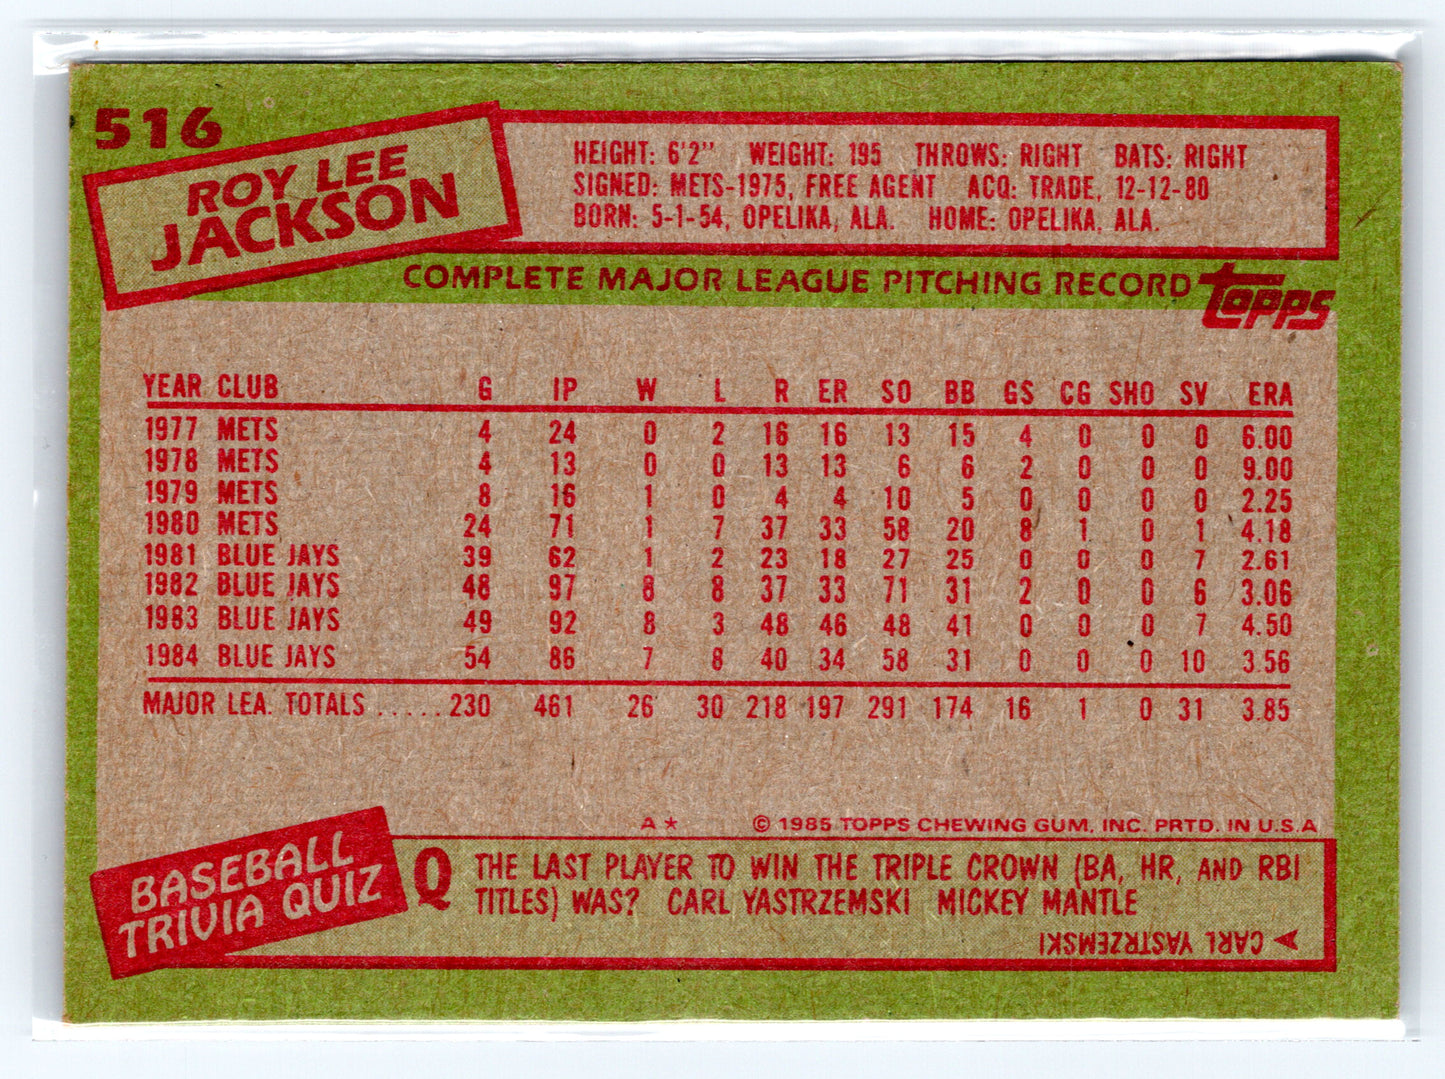 516
ROY LEE
JACKSON
HEIGHT: 6'2" WEIGHT: 195 THROWS: RIGHT BATS: RIGHT
SIGNED: METS-1975, FREE AGENT ACQ: TRADE, 12-12-80
BORN: 5-1-54, OPELIKA, ALA. HOME: OPELIKA, ALA.
COMPLETE MAJOR LEAGUE PITCHING RECORD
TOPPS
YEAR CLUB G IP W L R ER SO BB GS CG SHO SV ERA
1977 METS 4 24 0 2 16 16 13 15 4 0 0 0 6.00
1978 METS 4 13 0 0 13 13 6 6 2 0 0 0 9.00
1979 METS 8 16 1 0 4 4 10 5 0 0 0 0 2.25
1980 METS 24 71 1 7 37 33 58 20 8 1 0 1 4.18
1981 BLUE JAYS 39 62 1 2 23 18 27 25 0 0 0 7 2.61
1982 BLUE JAYS 48 97 8 8 37 33 71 31 2 0 0 6 3.06
1983 BLUE JAYS 49 92 8 3 48 46 48 41 0 0 0 7 4.50
1984 BLUE JAYS 54 86 7 8 40 34 58 31 0 0 0 10 3.56
MAJOR LEA. TOTALS ..... 230 461 26 30 218 197 291 174 16 1 0 31 3.85
A* © 1985 TOPPS CHEWING GUM, INC. PRTD. IN U.S.A
BASEBALL
TRIVIA QUIZ
Q THE LAST PLAYER TO WIN THE TRIPLE CROWN (BA, HR, AND RBI
TITLES) WAS? CARL YASTRZEMSKI MICKEY MANTLE
CARL YASTRZEMSKI